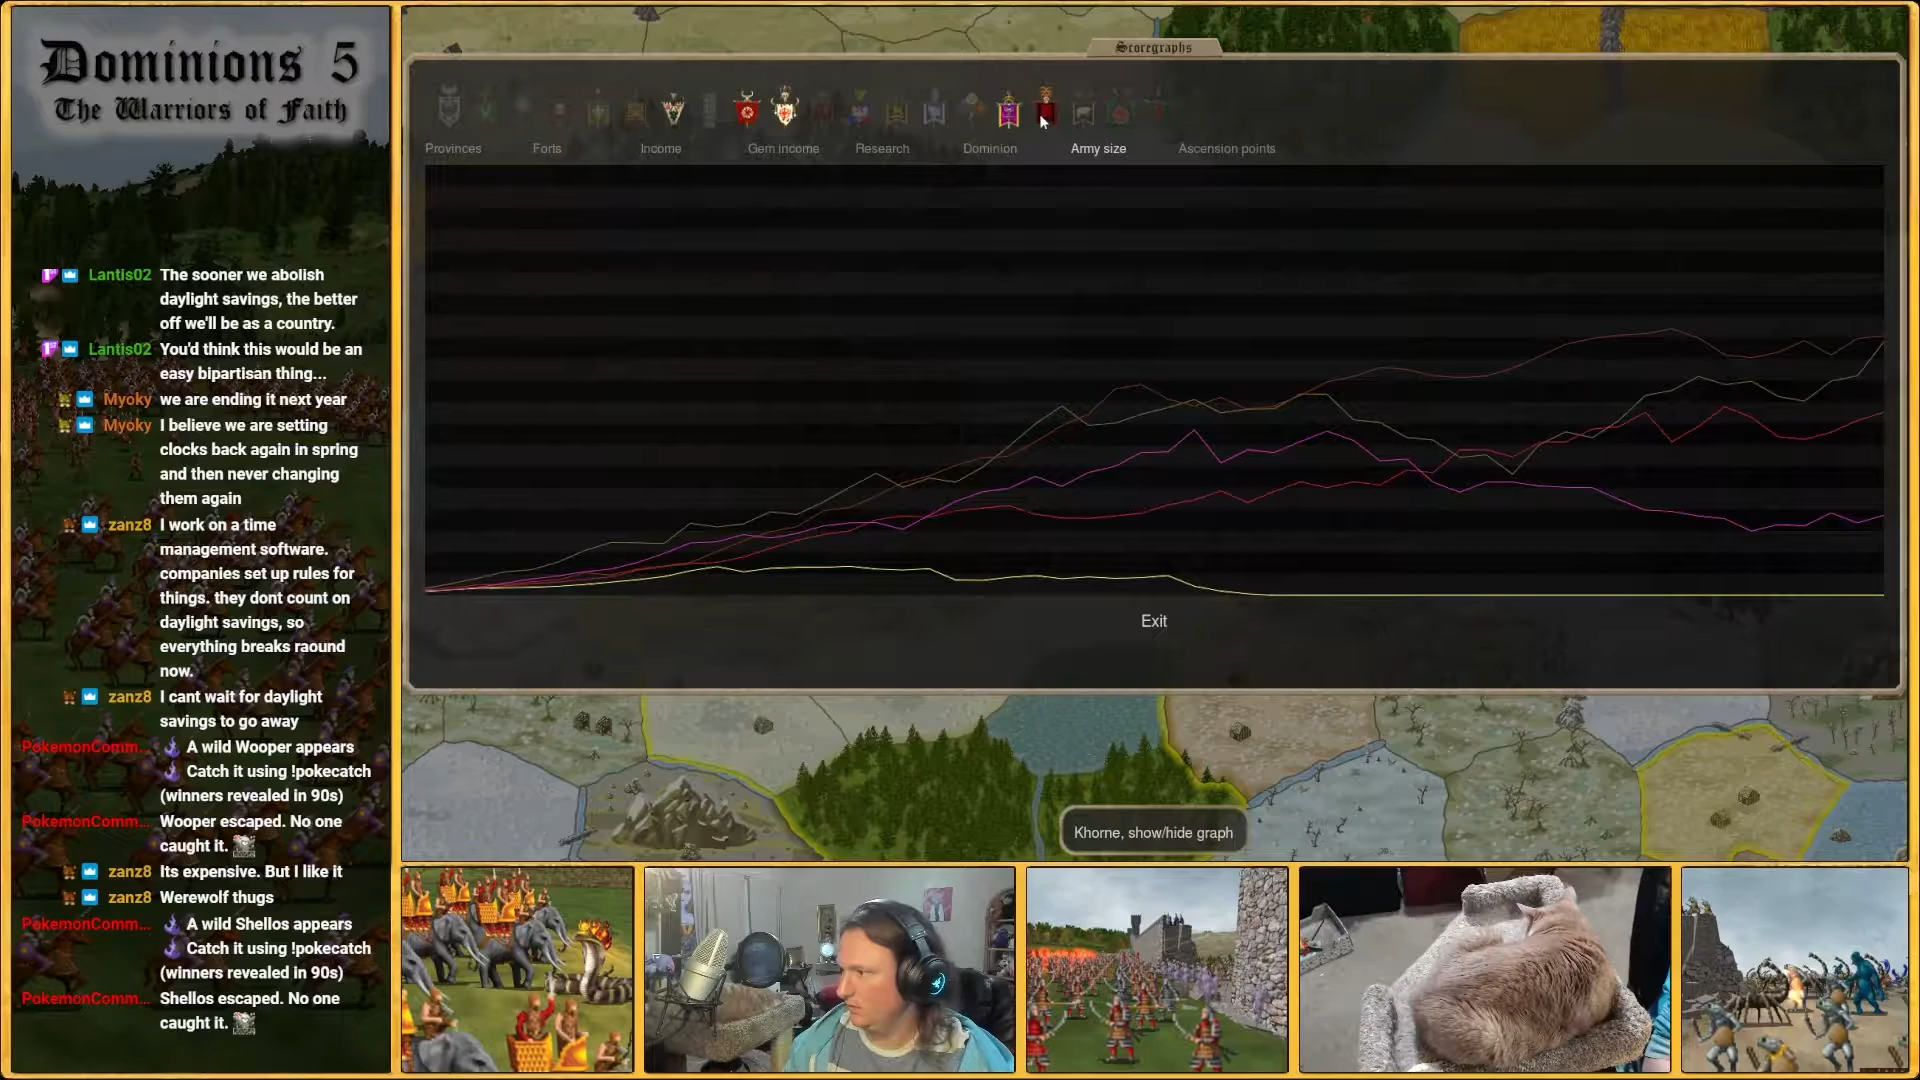 Dominions 5
The Warriors of Faith
Lantis02 The sooner we abolish
daylight savings, the better
off we'll be as a country.
Lantis02 You'd think this would be an
easy bipartisan thing...
Myoky we are ending it next year
Myoky I believe we are setting
clocks back again in spring
and then never changing
them again
zanz8 I work on a time
management software.
companies set up rules for
things. they dont count on
daylight savings, so
everything breaks raound
now.
zanz8 I cant wait for daylight
savings to go away
PokemonComm... A wild Wooper appears
Catch it using !pokecatch
(winners revealed in 90s)
PokemonComm... Wooper escaped. No one
caught it.
zanz8 Its expensive. But I like it
zanz8 Werewolf thugs
PokemonComm... A wild Shellos appears
Catch it using !pokecatch
(winners revealed in 90s)
PokemonComm... Shellos escaped. No one
caught it.
Scoregraphs
Provinces Forts Income Gem income Research Dominion Army size Ascension points
Exit
Khorne, show/hide graph